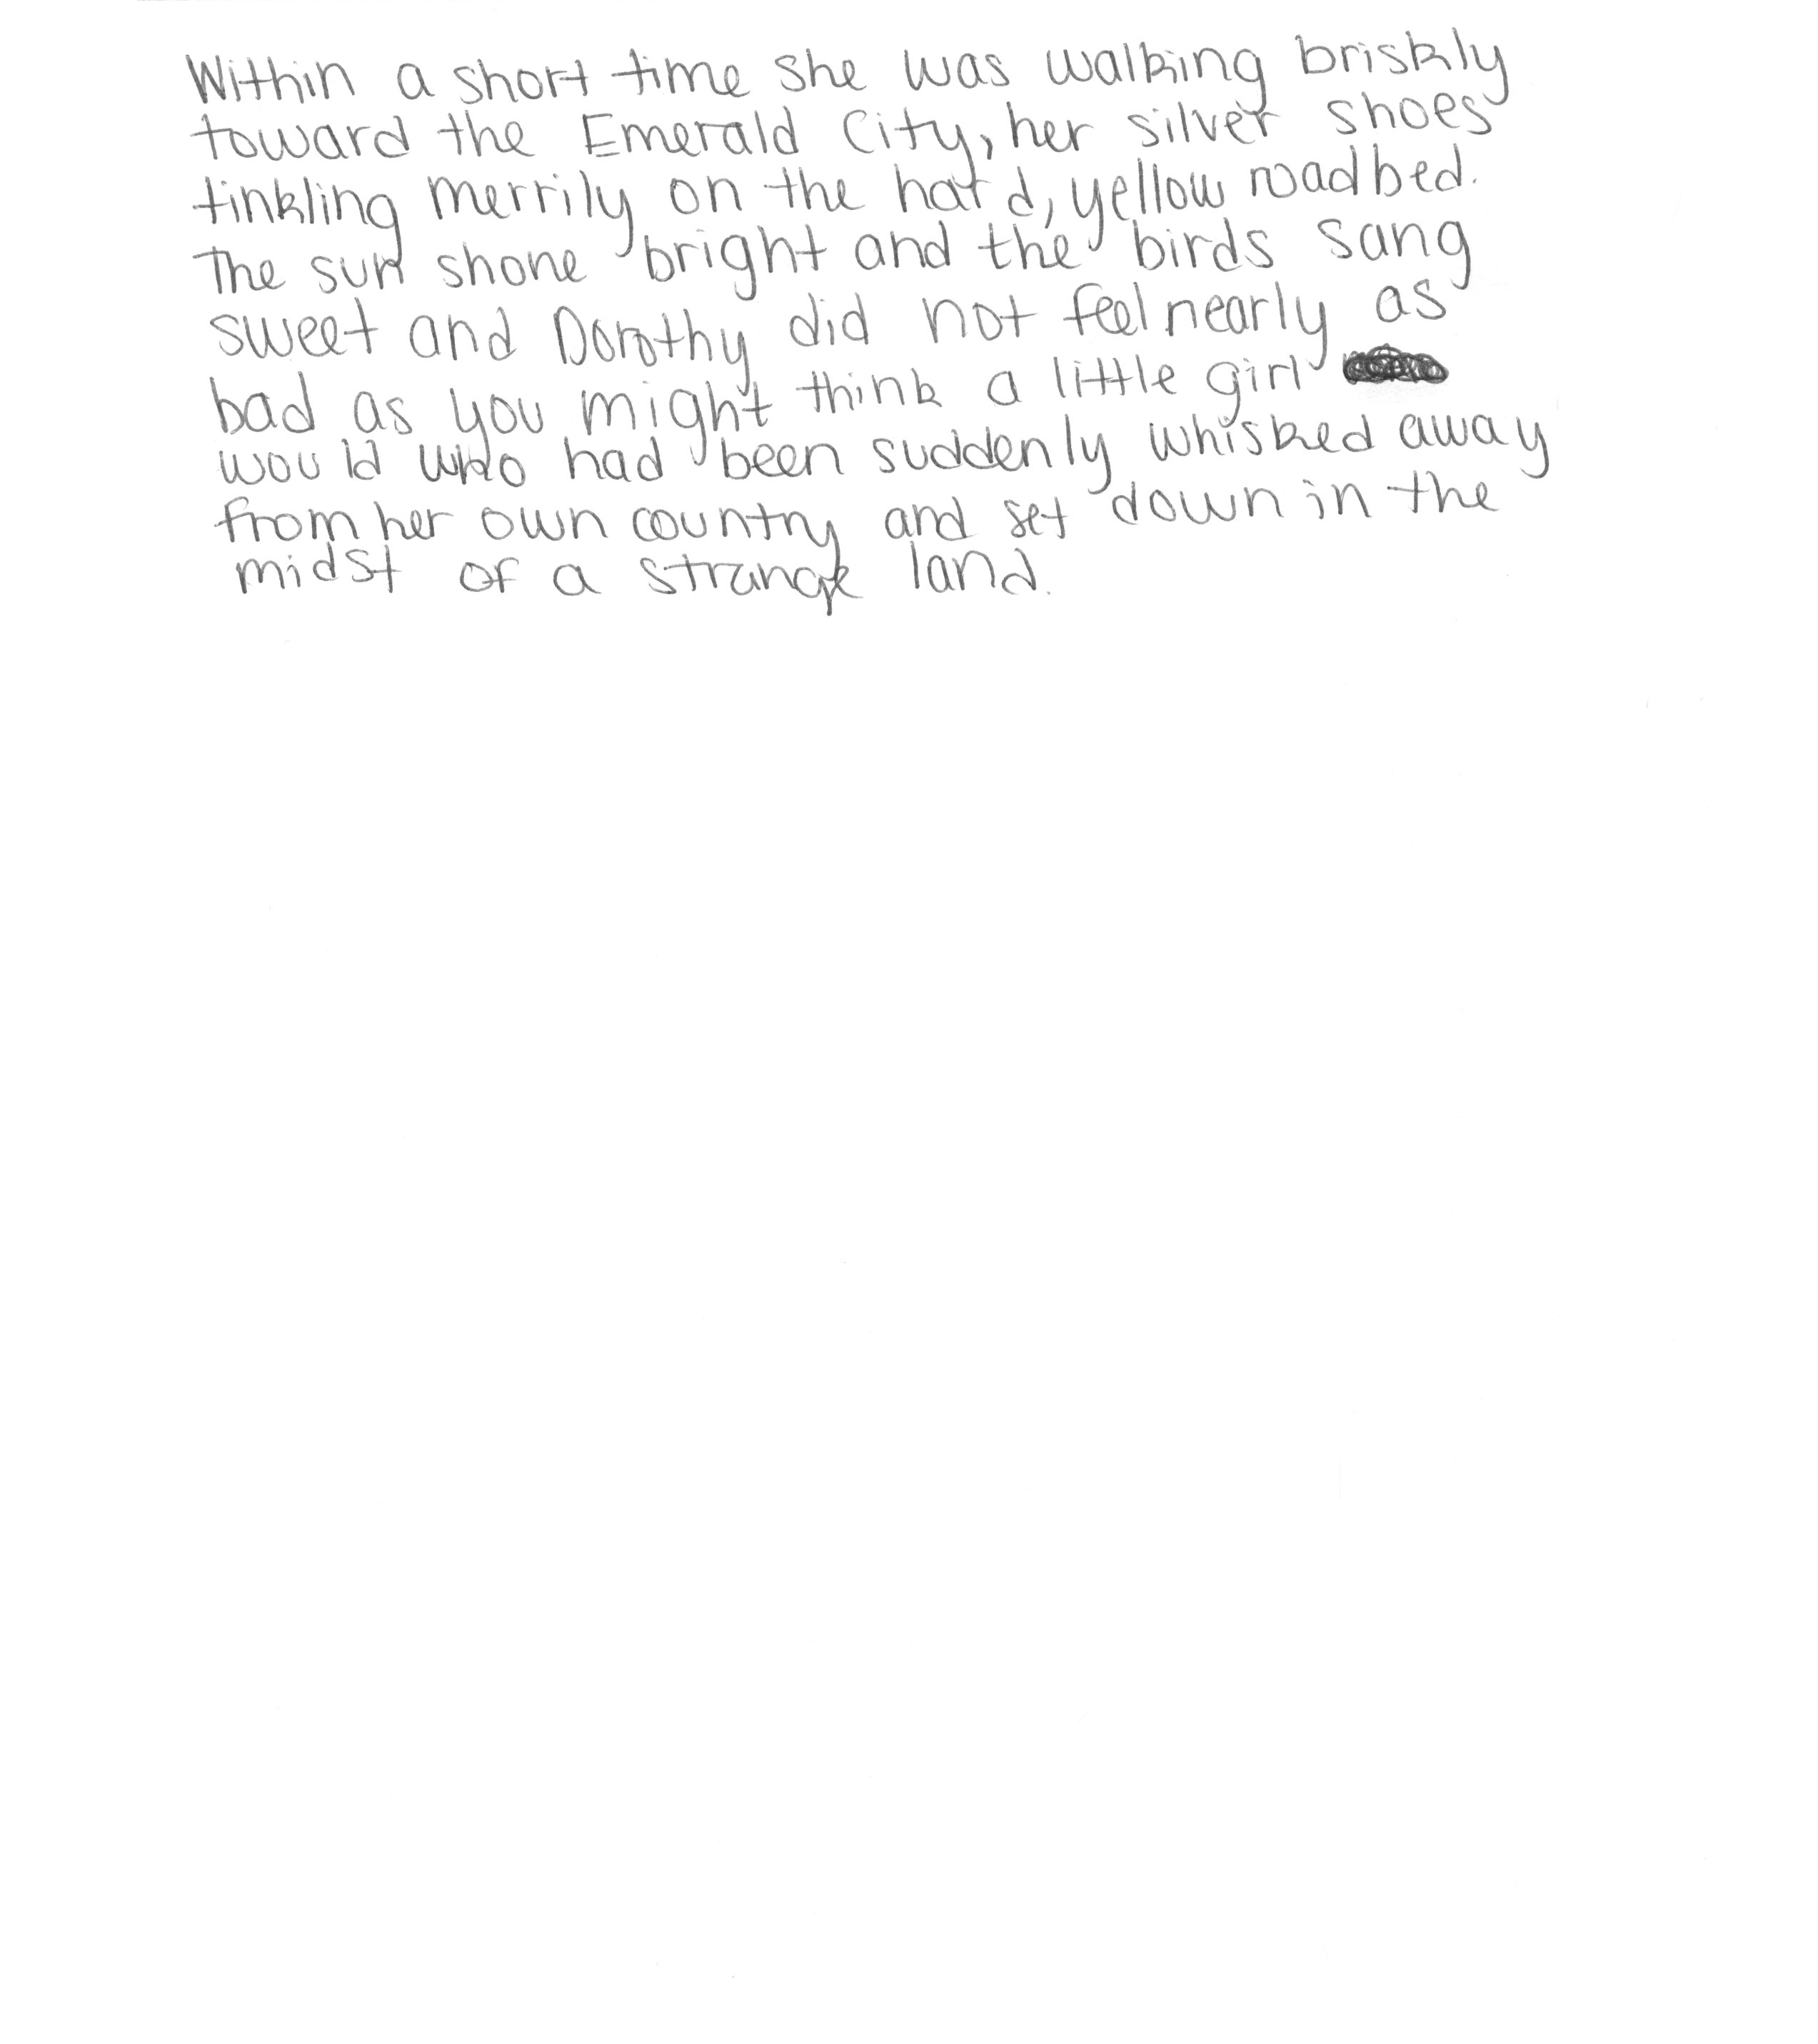 Within a short time she was walking briskly
toward the Emerald City, her silver shoes
tinkling merrily on the hard, yellow roadbed.
The sun shone bright and the birds sang
sweet and Dorothy did not feel nearly as
bad as you might think a little girl
would who had been suddenly whisked away
from her own country and set down in the
midst of a strange land.